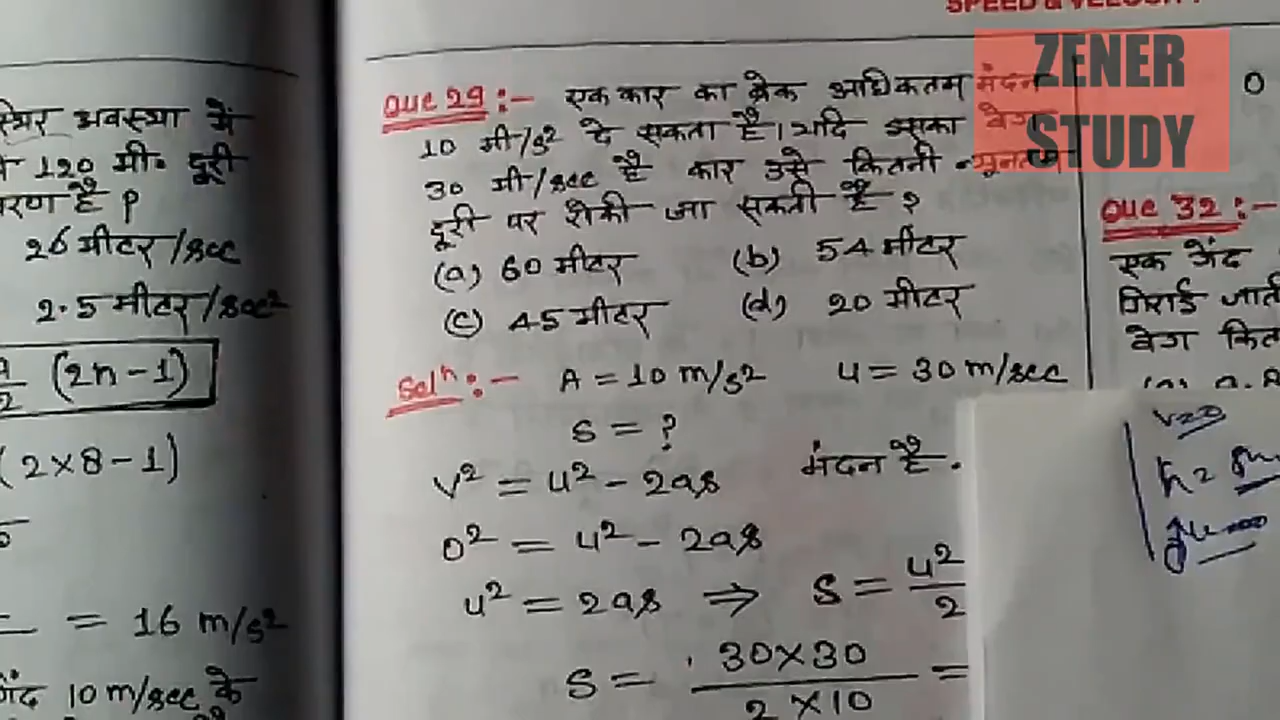 SPEED & VELOCITY
ZENER
STUDY
अवस्था में
120 मी. दूरी
है ?
26 मीटर/sec
2.5 मीटर/sec²
(2n-1)
2
(2×8-1)
= 16 m/s²
10 m/sec के
Que 29:- एक कार का ब्रेक अधिकतम मंदन
10 मी/s² दे सकता है। यदि उसका वेग
30 मी/sec है कार उसे कितनी न्यूनतम
दूरी पर रोकी जा सकती है ?
(a) 60 मीटर (b) 54 मीटर
(c) 45 मीटर (d) 20 मीटर
Solⁿ:- A = 10 m/s² u = 30 m/sec
S = ?
v² = u² - 2as मंदन है.
0² = u² - 2as
u² = 2as ⇒ S = u²
2
S = 30×30 =
2×10
0
Que 32:-
एक गेंद
गिराई
वेग
v=0